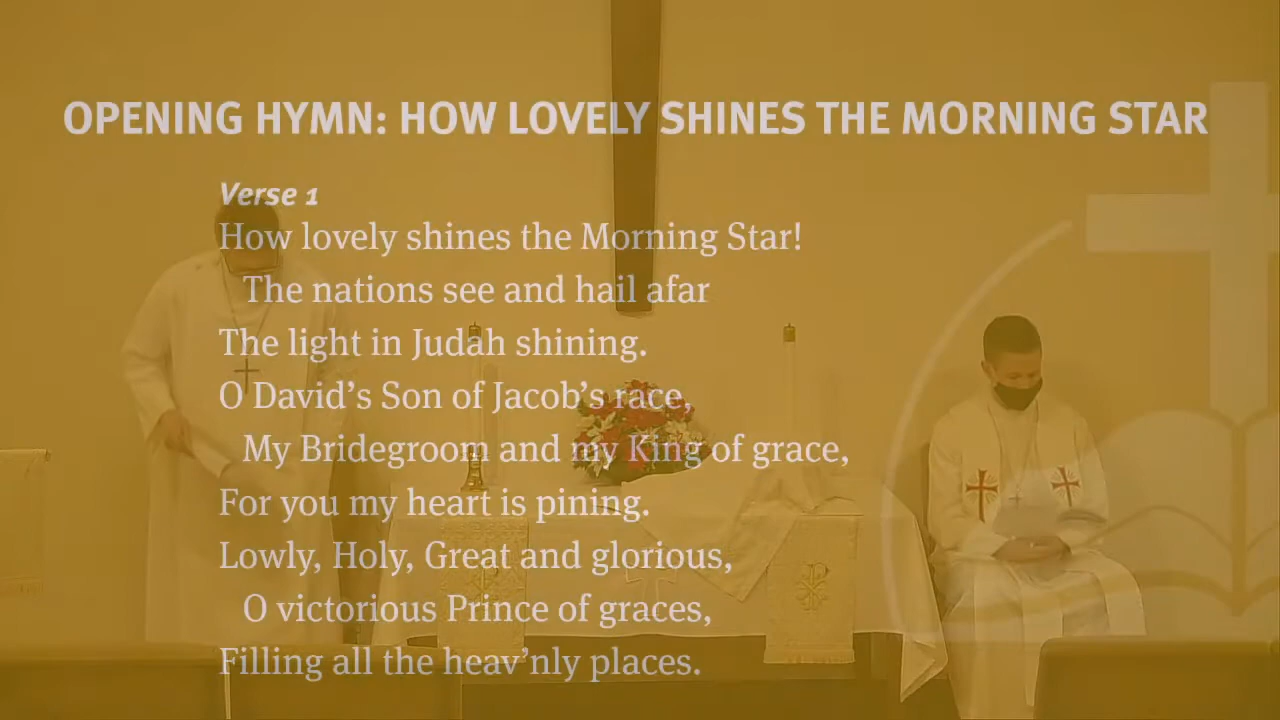 OPENING HYMN: HOW LOVELY SHINES THE MORNING STAR
Verse 1
How lovely shines the Morning Star!
The nations see and hail afar
The light in Judah shining.
O David’s Son of Jacob’s race,
My Bridegroom and my King of grace,
For you my heart is pining.
Lowly, Holy, Great and glorious,
O victorious Prince of graces,
Filling all the heav’nly places.